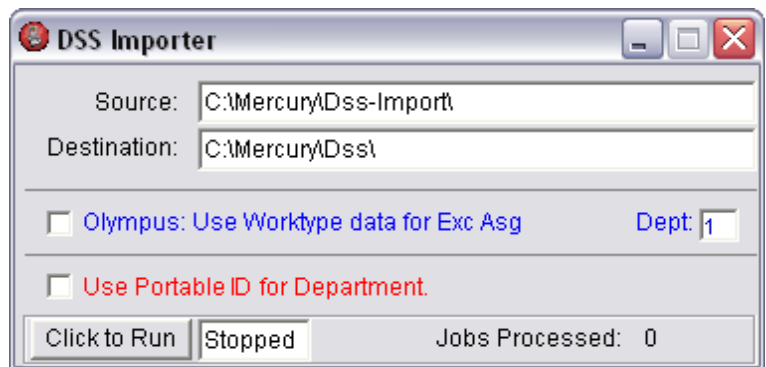 DSS Importer
Source: C:\Mercury\Dss-Import\
Destination: C:\Mercury\Dss\
Olympus: Use Worktype data for Exc Asg Dept: 1
Use Portable ID for Department.
Click to Run Stopped Jobs Processed: 0